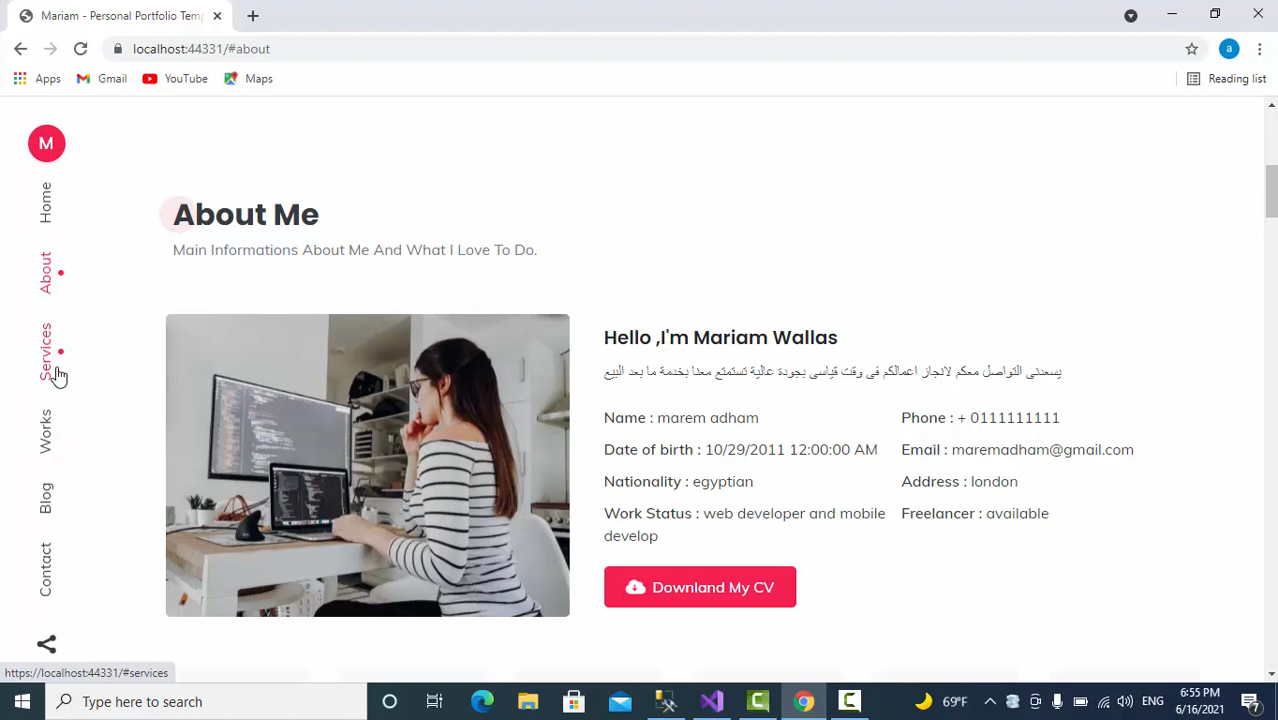 Mariam - Personal Portfolio Temp
localhost:44331/#about
a
Apps
Gmail
YouTube
Maps
Reading list
M
Home
About
Services
Works
Blog
Contact
About Me
Main Informations About Me And What I Love To Do.
Hello ,I'm Mariam Wallas
يسعدنى التواصل معكم لانجاز اعمالكم فى وقت قياسى بجودة عالية تستمتع معنا بخدمة ما بعد البيع
Name : marem adham
Phone : + 0111111111
Date of birth : 10/29/2011 12:00:00 AM
Email : maremadham@gmail.com
Nationality : egyptian
Address : london
Work Status : web developer and mobile
develop
Freelancer : available
Downland My CV
https://localhost:44331/#services
Type here to search
69°F
ENG
6:55 PM
6/16/2021
7